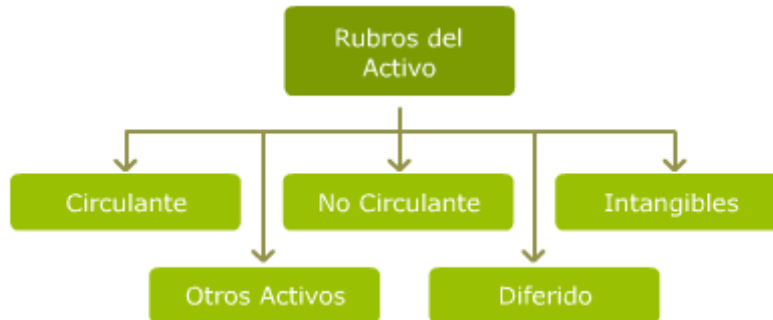 Rubros del
Activo
Circulante
No Circulante
Intangibles
Otros Activos
Diferido